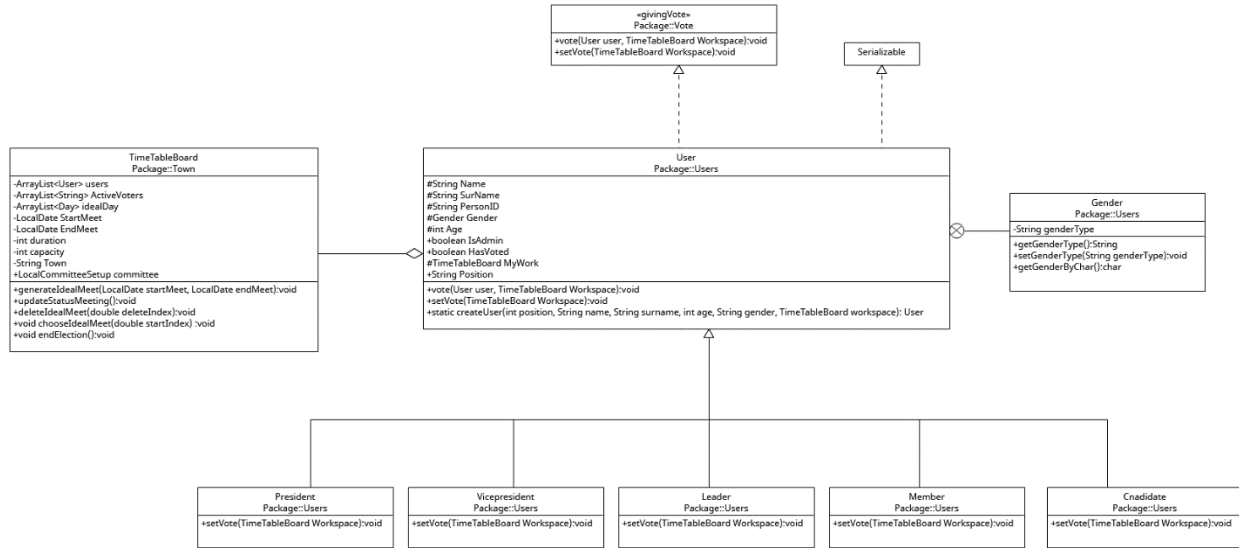 «givingVote»
Package::Vote
+vote(User user, TimeTableBoard Workspace):void
+setVote(TimeTableBoard Workspace):void
Serializable
TimeTableBoard
Package::Town
-ArrayList<User> users
-ArrayList<String> ActiveVoters
-ArrayList<Day> idealDay
-LocalDate StartMeet
-LocalDate EndMeet
-int duration
-int capacity
-String Town
+LocalCommitteeSetup committee
+generateIdealMeet(LocalDate startMeet, LocalDate endMeet):void
+updateStatusMeeting():void
+deleteIdealMeet(double deleteIndex):void
+void chooseIdealMeet(double startIndex) :void
+void endElection():void
User
Package::Users
#String Name
#String SurName
#String PersonID
#Gender Gender
#int Age
+boolean IsAdmin
+boolean HasVoted
#TimeTableBoard MyWork
+String Position
+vote(User user, TimeTableBoard Workspace):void
+setVote(TimeTableBoard Workspace):void
+static createUser(int position, String name, String surname, int age, String gender, TimeTableBoard workspace): User
Gender
Package::Users
-String genderType
+getGenderType():String
+setGenderType(String genderType):void
+getGenderByChar():char
President
Package::Users
+setVote(TimeTableBoard Workspace):void
Vicepresident
Package::Users
+setVote(TimeTableBoard Workspace):void
Leader
Package::Users
+setVote(TimeTableBoard Workspace):void
Member
Package::Users
+setVote(TimeTableBoard Workspace):void
Cnadidate
Package::Users
+setVote(TimeTableBoard Workspace):void